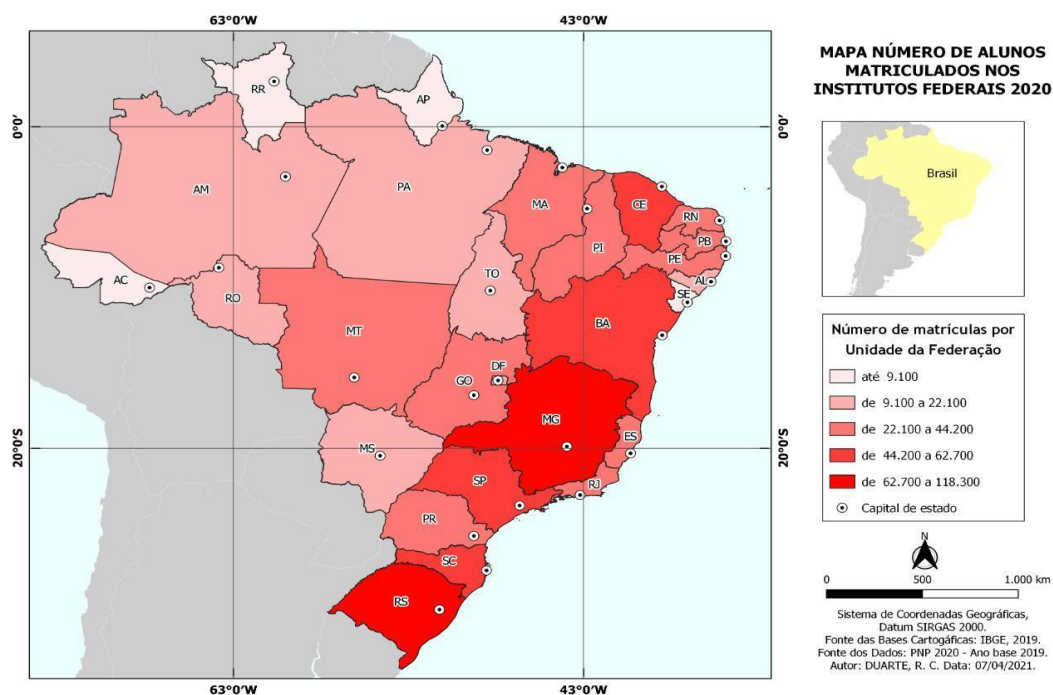 63°0'W
43°0'W
MAPA NÚMERO DE ALUNOS
MATRICULADOS NOS
INSTITUTOS FEDERAIS 2020
RR
AP
0°0'
Brasil
AM
PA
MA
CE
RN
PB
PI
PE
AC
TO
AL
RO
SE
BA
MT
Número de matrículas por
Unidade da Federação
DF
GO
até 9.100
de 9.100 a 22.100
MG
de 22.100 a 44.200
ES
20°0'S
20°0'S
MS
de 44.200 a 62.700
SP
RJ
de 62.700 a 118.300
Capital de estado
PR
N
SC
0 500 1.000 km
RS
Sistema de Coordenadas Geográficas,
Datum SIRGAS 2000.
Fonte das Bases Cartogáficas: IBGE, 2019.
Fonte dos Dados: PNP 2020 - Ano base 2019.
Autor: DUARTE, R. C. Data: 07/04/2021.
63°0'W
43°0'W
0°0'